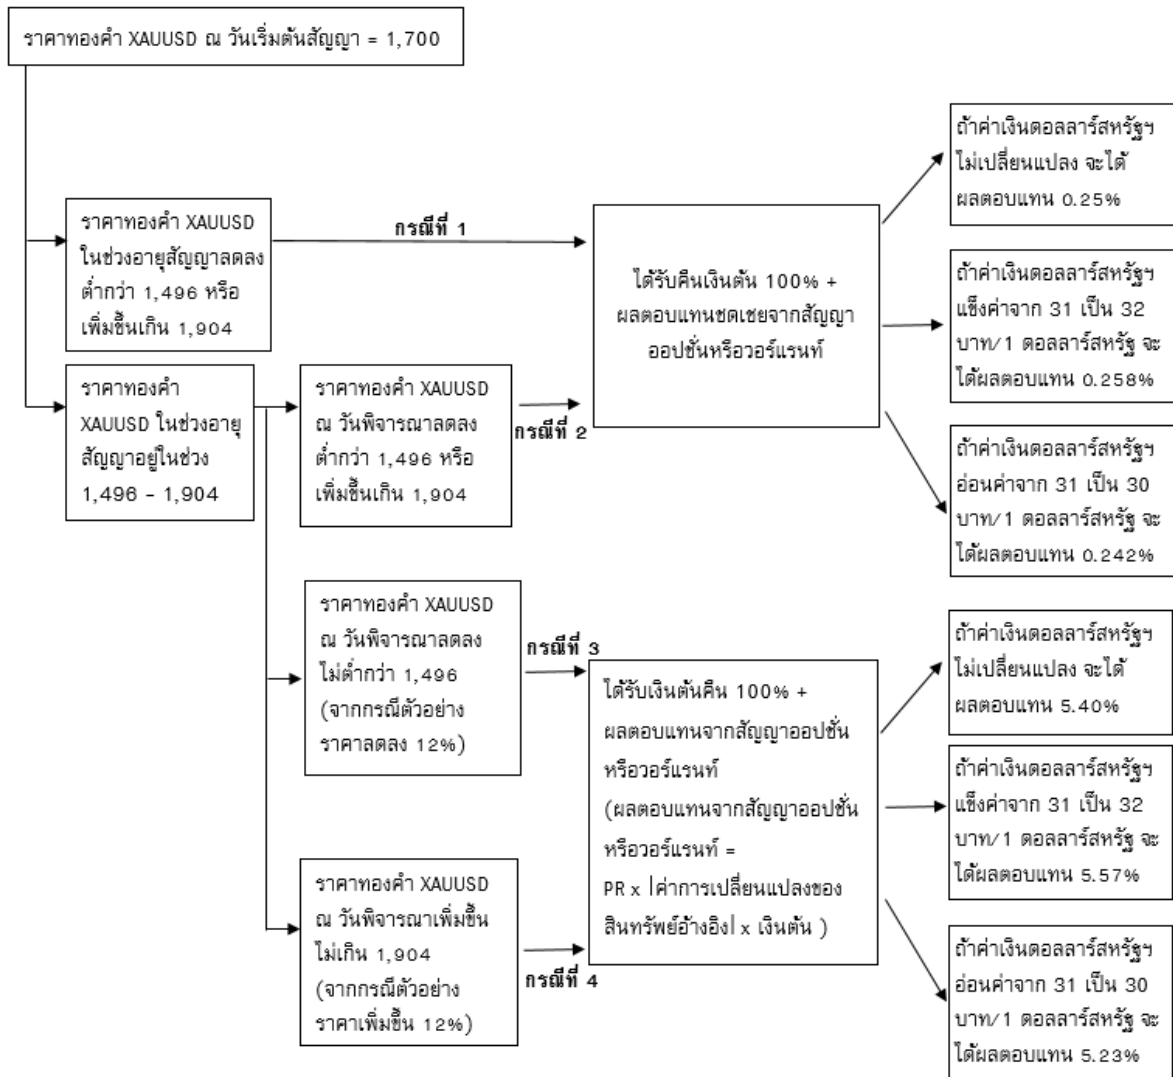 ราคาทองคำ XAUUSD ณ วันเริ่มต้นสัญญา = 1,700
ราคาทองคำ XAUUSD
ในช่วงอายุสัญญาลดลง
ต่ำกว่า 1,496 หรือ
เพิ่มขึ้นเกิน 1,904
กรณีที่ 1
ได้รับคืนเงินต้น 100% +
ผลตอบแทนชดเชยจากสัญญา
ออปชั่นหรือวอร์แรนท์
ถ้าค่าเงินดอลลาร์สหรัฐฯ
ไม่เปลี่ยนแปลง จะได้
ผลตอบแทน 0.25%
ถ้าค่าเงินดอลลาร์สหรัฐฯ
แข็งค่าจาก 31 เป็น 32
บาท/1 ดอลลาร์สหรัฐ จะ
ได้ผลตอบแทน 0.258%
ถ้าค่าเงินดอลลาร์สหรัฐฯ
อ่อนค่าจาก 31 เป็น 30
บาท/1 ดอลลาร์สหรัฐ จะ
ได้ผลตอบแทน 0.242%
ราคาทองคำ
XAUUSD ในช่วงอายุ
สัญญาอยู่ในช่วง
1,496 - 1,904
ราคาทองคำ XAUUSD
ณ วันพิจารณาลดลง
ต่ำกว่า 1,496 หรือ
เพิ่มขึ้นเกิน 1,904
กรณีที่ 2
ราคาทองคำ XAUUSD
ณ วันพิจารณาลดลง
ไม่ต่ำกว่า 1,496
(จากกรณีตัวอย่าง
ราคาลดลง 12%)
กรณีที่ 3
ได้รับเงินต้นคืน 100% +
ผลตอบแทนจากสัญญาออปชั่น
หรือวอร์แรนท์
(ผลตอบแทนจากสัญญาออปชั่น
หรือวอร์แรนท์ =
PR x |ค่าการเปลี่ยนแปลงของ
สินทรัพย์อ้างอิง| x เงินต้น )
ราคาทองคำ XAUUSD
ณ วันพิจารณาเพิ่มขึ้น
ไม่เกิน 1,904
(จากกรณีตัวอย่าง
ราคาเพิ่มขึ้น 12%)
กรณีที่ 4
ถ้าค่าเงินดอลลาร์สหรัฐฯ
ไม่เปลี่ยนแปลง จะได้
ผลตอบแทน 5.40%
ถ้าค่าเงินดอลลาร์สหรัฐฯ
แข็งค่าจาก 31 เป็น 32
บาท/1 ดอลลาร์สหรัฐ จะ
ได้ผลตอบแทน 5.57%
ถ้าค่าเงินดอลลาร์สหรัฐฯ
อ่อนค่าจาก 31 เป็น 30
บาท/1 ดอลลาร์สหรัฐ จะ
ได้ผลตอบแทน 5.23%